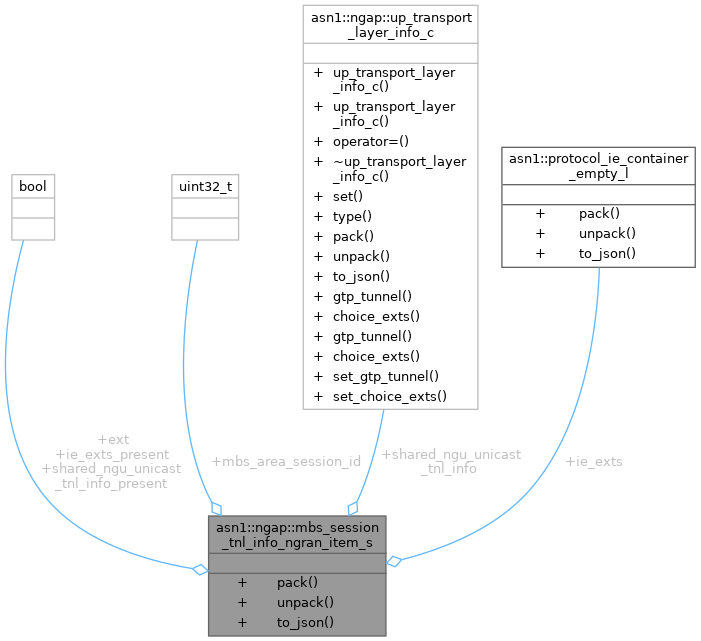 asn1::ngap::up_transport
_layer_info_c
+ up_transport_layer
_info_c()
+ up_transport_layer
_info_c()
+ operator=()
+ ~up_transport_layer
_info_c()
+ set()
+ type()
+ pack()
+ unpack()
+ to_json()
+ gtp_tunnel()
+ choice_exts()
+ gtp_tunnel()
+ choice_exts()
+ set_gtp_tunnel()
+ set_choice_exts()
asn1::protocol_ie_container
_empty_l
+ pack()
+ unpack()
+ to_json()
bool
uint32_t
+ext
+ie_exts_present
+shared_ngu_unicast
_tnl_info_present
+mbs_area_session_id
+shared_ngu_unicast
_tnl_info
+ie_exts
asn1::ngap::mbs_session
_tnl_info_ngran_item_s
+ pack()
+ unpack()
+ to_json()